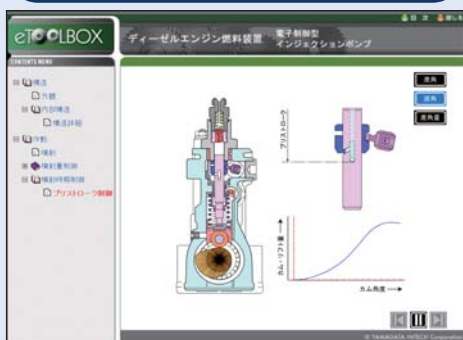 目次
eTOOLBOX
ディーゼルエンジン燃料装置
電子制御型
インジェクションポンプ
CONTENTS MENU
構造
外観
内部構造
構造詳細
作動
噴射
噴射量制御
噴射時期制御
プリストローク制御
進角
プリストローク
カム・リフト量
カム角度
© YAMAGATA INTECH Corporation